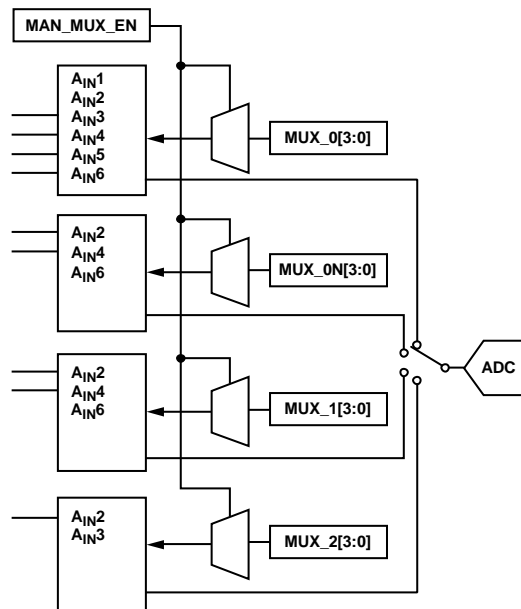 MAN_MUX_EN
AIN1
AIN2
AIN3
AIN4
AIN5
AIN6
MUX_0[3:0]
AIN2
AIN4
AIN6
MUX_0N[3:0]
ADC
AIN2
AIN4
AIN6
MUX_1[3:0]
AIN2
AIN3
MUX_2[3:0]